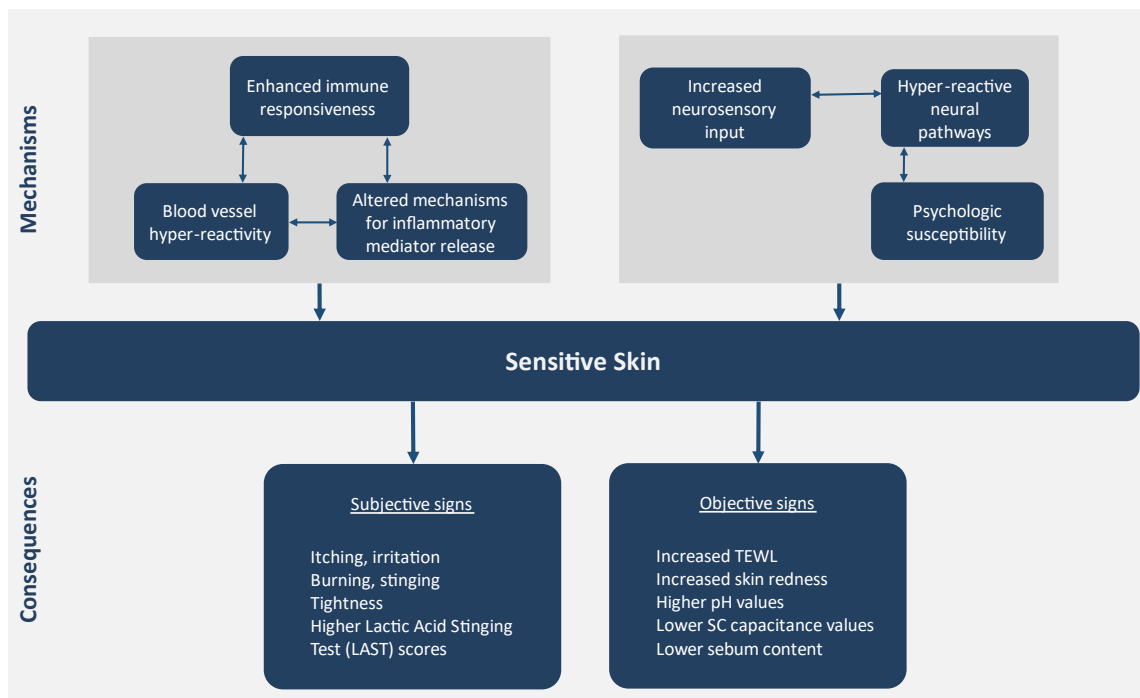 Mechanisms
Enhanced immune
responsiveness
Blood vessel
hyper-reactivity
Altered mechanisms
for inflammatory
mediator release
Increased
neurosensory
input
Hyper-reactive
neural
pathways
Psychologic
susceptibility
Sensitive Skin
Consequences
Subjective signs
Itching, irritation
Burning, stinging
Tightness
Higher Lactic Acid Stinging
Test (LAST) scores
Objective signs
Increased TEWL
Increased skin redness
Higher pH values
Lower SC capacitance values
Lower sebum content